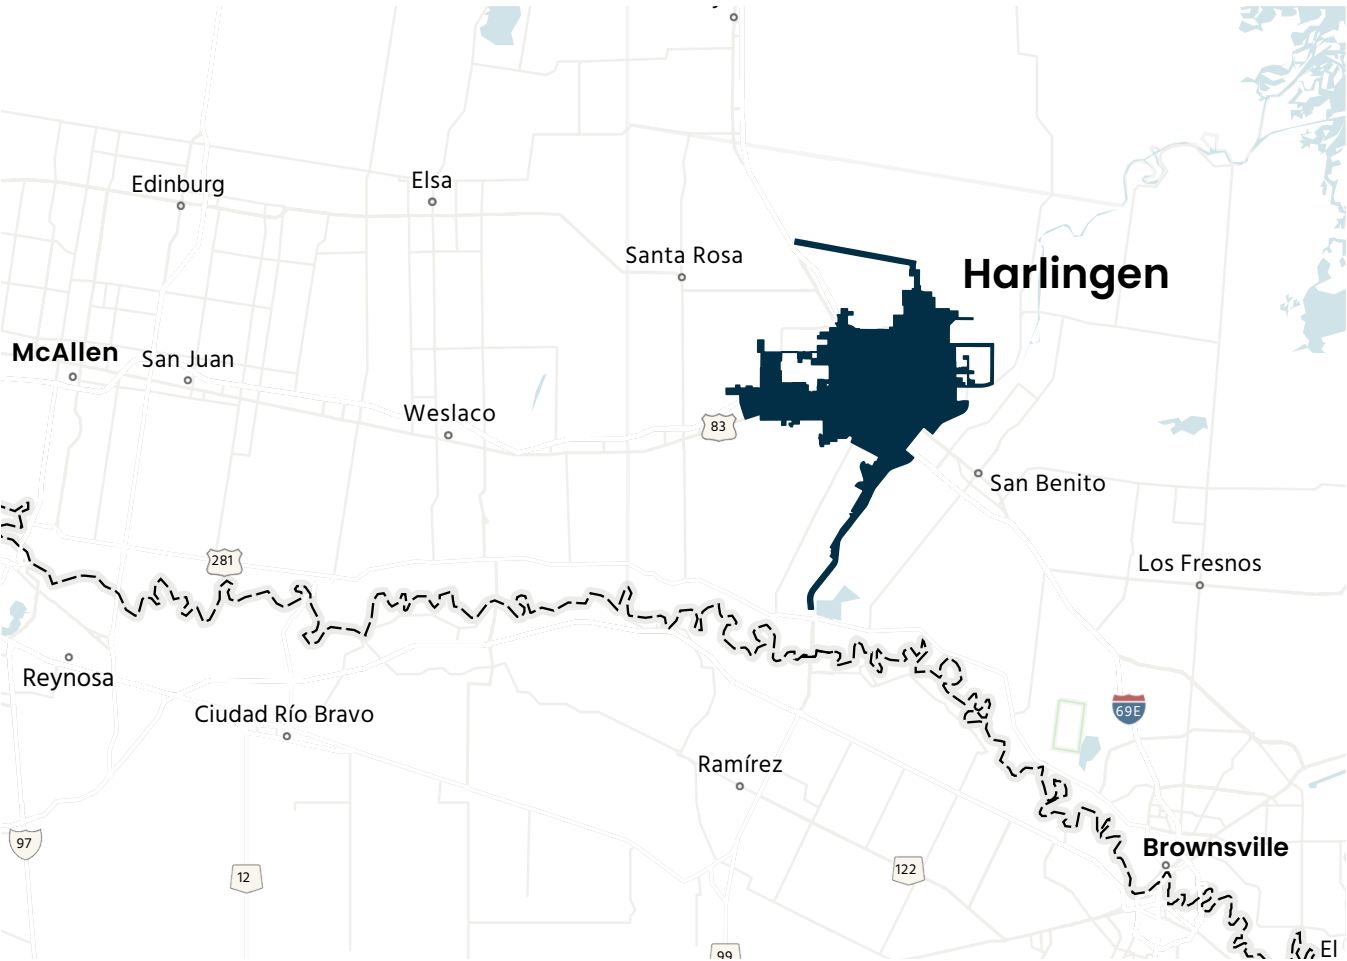 Edinburg
Elsa
Santa Rosa
Harlingen
McAllen
San Juan
Weslaco
83
San Benito
281
Los Fresnos
Reynosa
Ciudad Río Bravo
69E
Ramírez
97
12
122
Brownsville
99
El